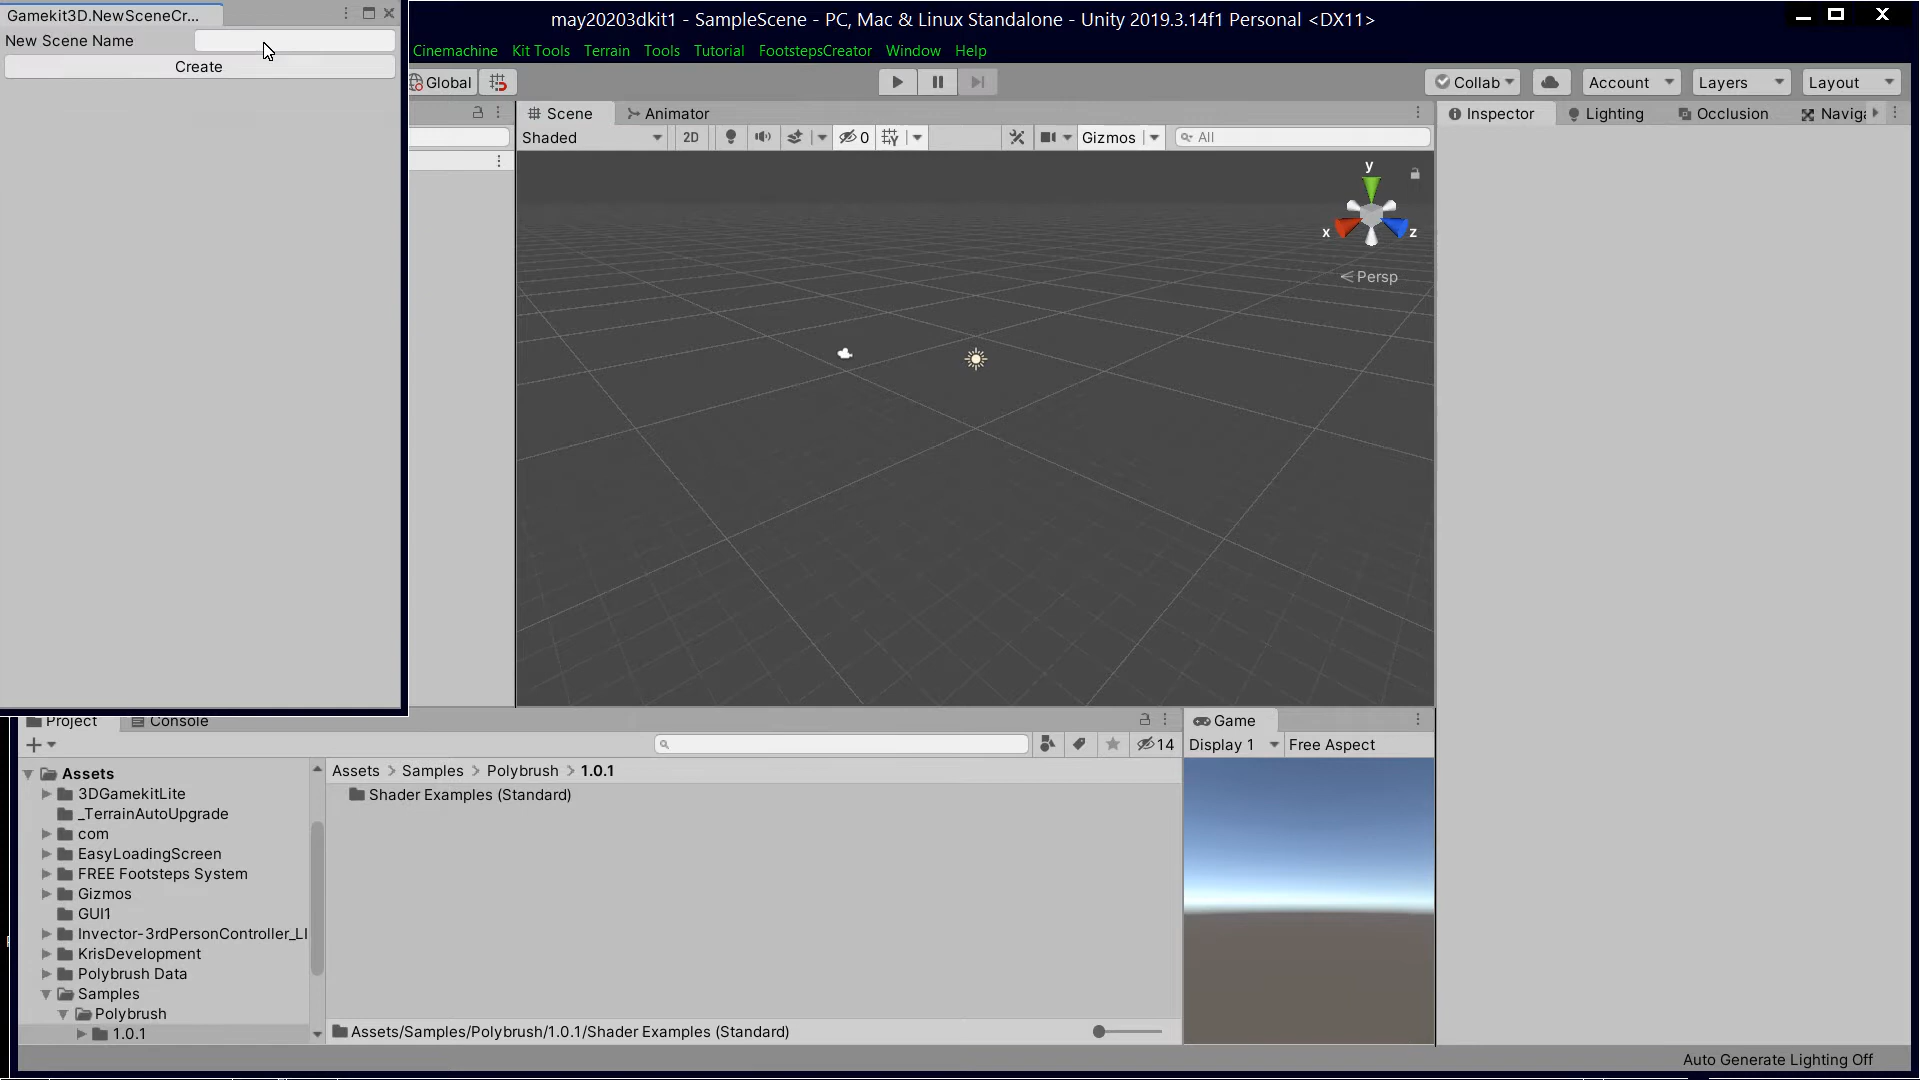 Gamekit3D.NewSceneCr...
may20203dkit1 - SampleScene - PC, Mac & Linux Standalone - Unity 2019.3.14f1 Personal <DX11>
New Scene Name
Create
Cinemachine Kit Tools Terrain Tools Tutorial FootstepsCreator Window Help
Global
Collab Account Layers Layout
Scene Animator
Inspector Lighting Occlusion Naviga
Shaded 2D 0 Gizmos All
y
x z
Persp
Project Console
Game
14
Display 1 Free Aspect
Assets > Samples > Polybrush > 1.0.1
Shader Examples (Standard)
Assets
3DGamekitLite
_TerrainAutoUpgrade
com
EasyLoadingScreen
FREE Footsteps System
Gizmos
GUI1
Invector-3rdPersonController_LI
KrisDevelopment
Polybrush Data
Samples
Polybrush
1.0.1
Assets/Samples/Polybrush/1.0.1/Shader Examples (Standard)
Auto Generate Lighting Off